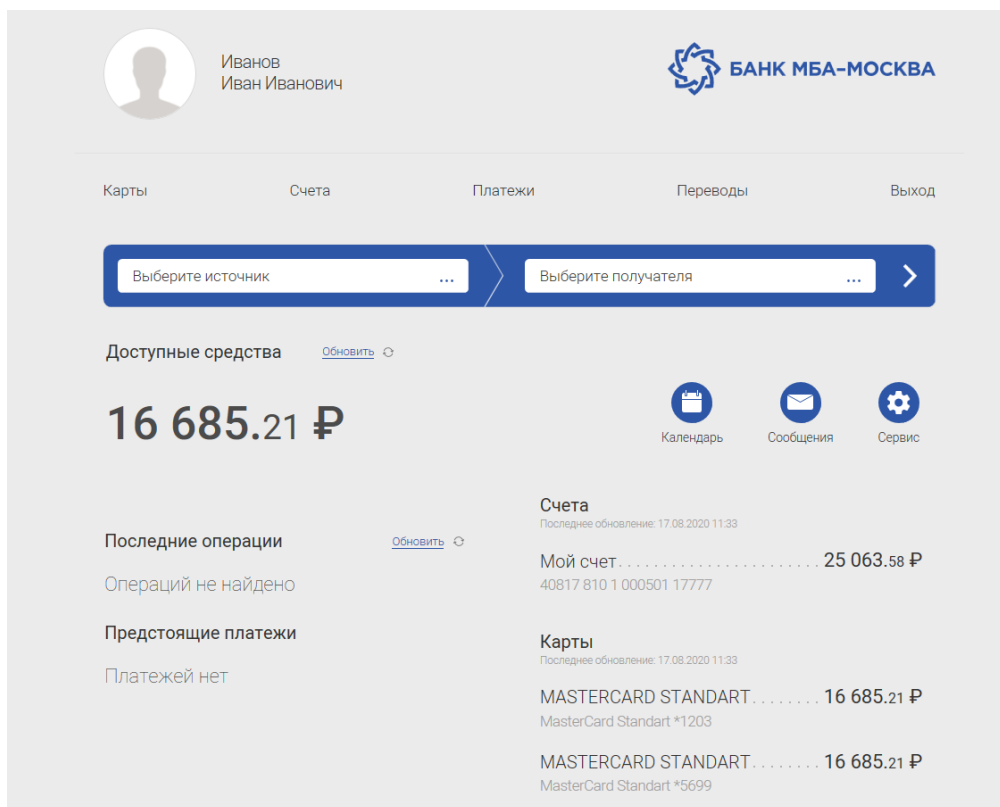 Иванов
Иван Иванович
БАНК МБА-МОСКВА
Карты Счета Платежи Переводы Выход
Выберите источник ... Выберите получателя ...
Доступные средства Обновить
16 685.21 ₽
Календарь Сообщения Сервис
Последние операции Обновить
Операций не найдено
Предстоящие платежи
Платежей нет
Счета
Последнее обновление: 17.08.2020 11:33
Мой счет. . . . . . . . . . . . . . . . . . . . . . . 25 063.58 ₽
40817 810 1 000501 17777
Карты
Последнее обновление: 17.08.2020 11:33
MASTERCARD STANDART. . . . . . . . 16 685.21 ₽
MasterCard Standart *1203
MASTERCARD STANDART. . . . . . . . 16 685.21 ₽
MasterCard Standart *5699